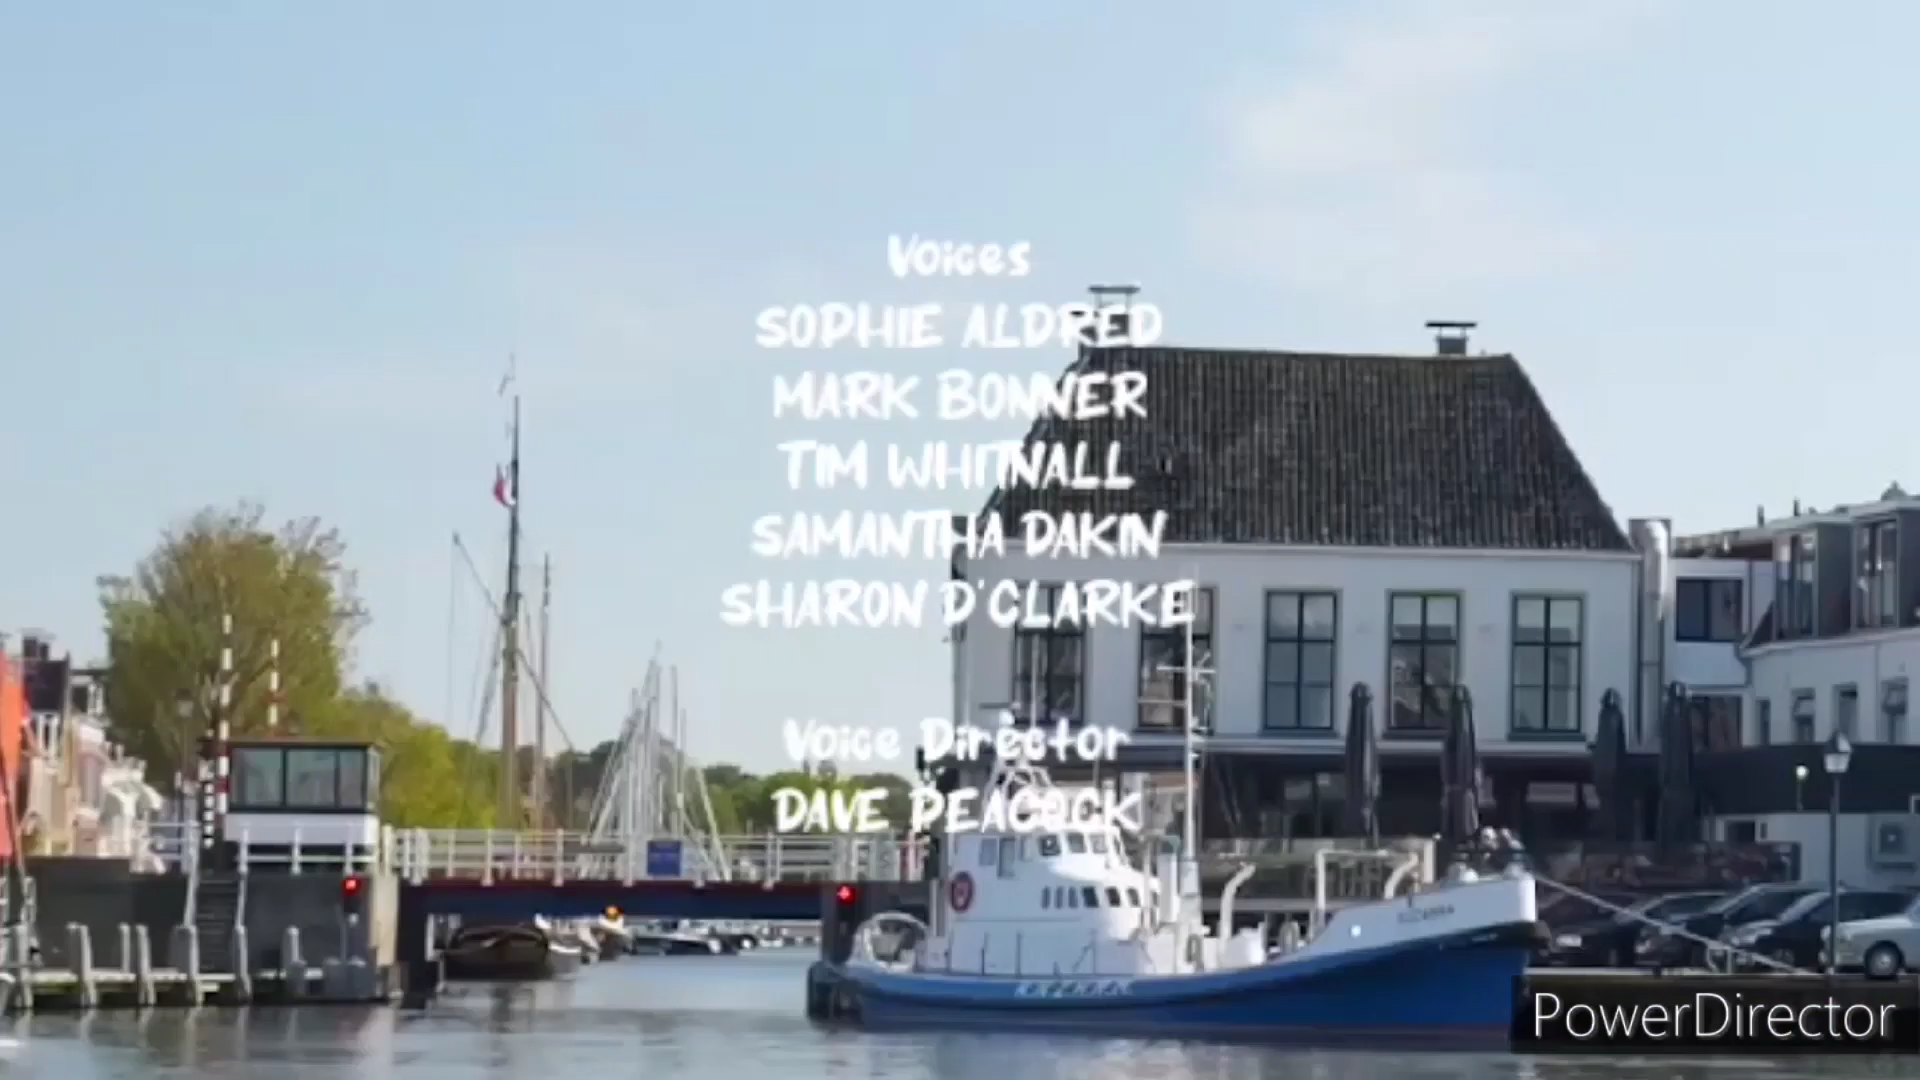 Voices
SOPHIE ALDRED
MARK BONNER
TIM WHITNALL
SAMANTHA DAKIN
SHARON D'CLARKE
Voice Director
DAVE PEACOCK
PowerDirector